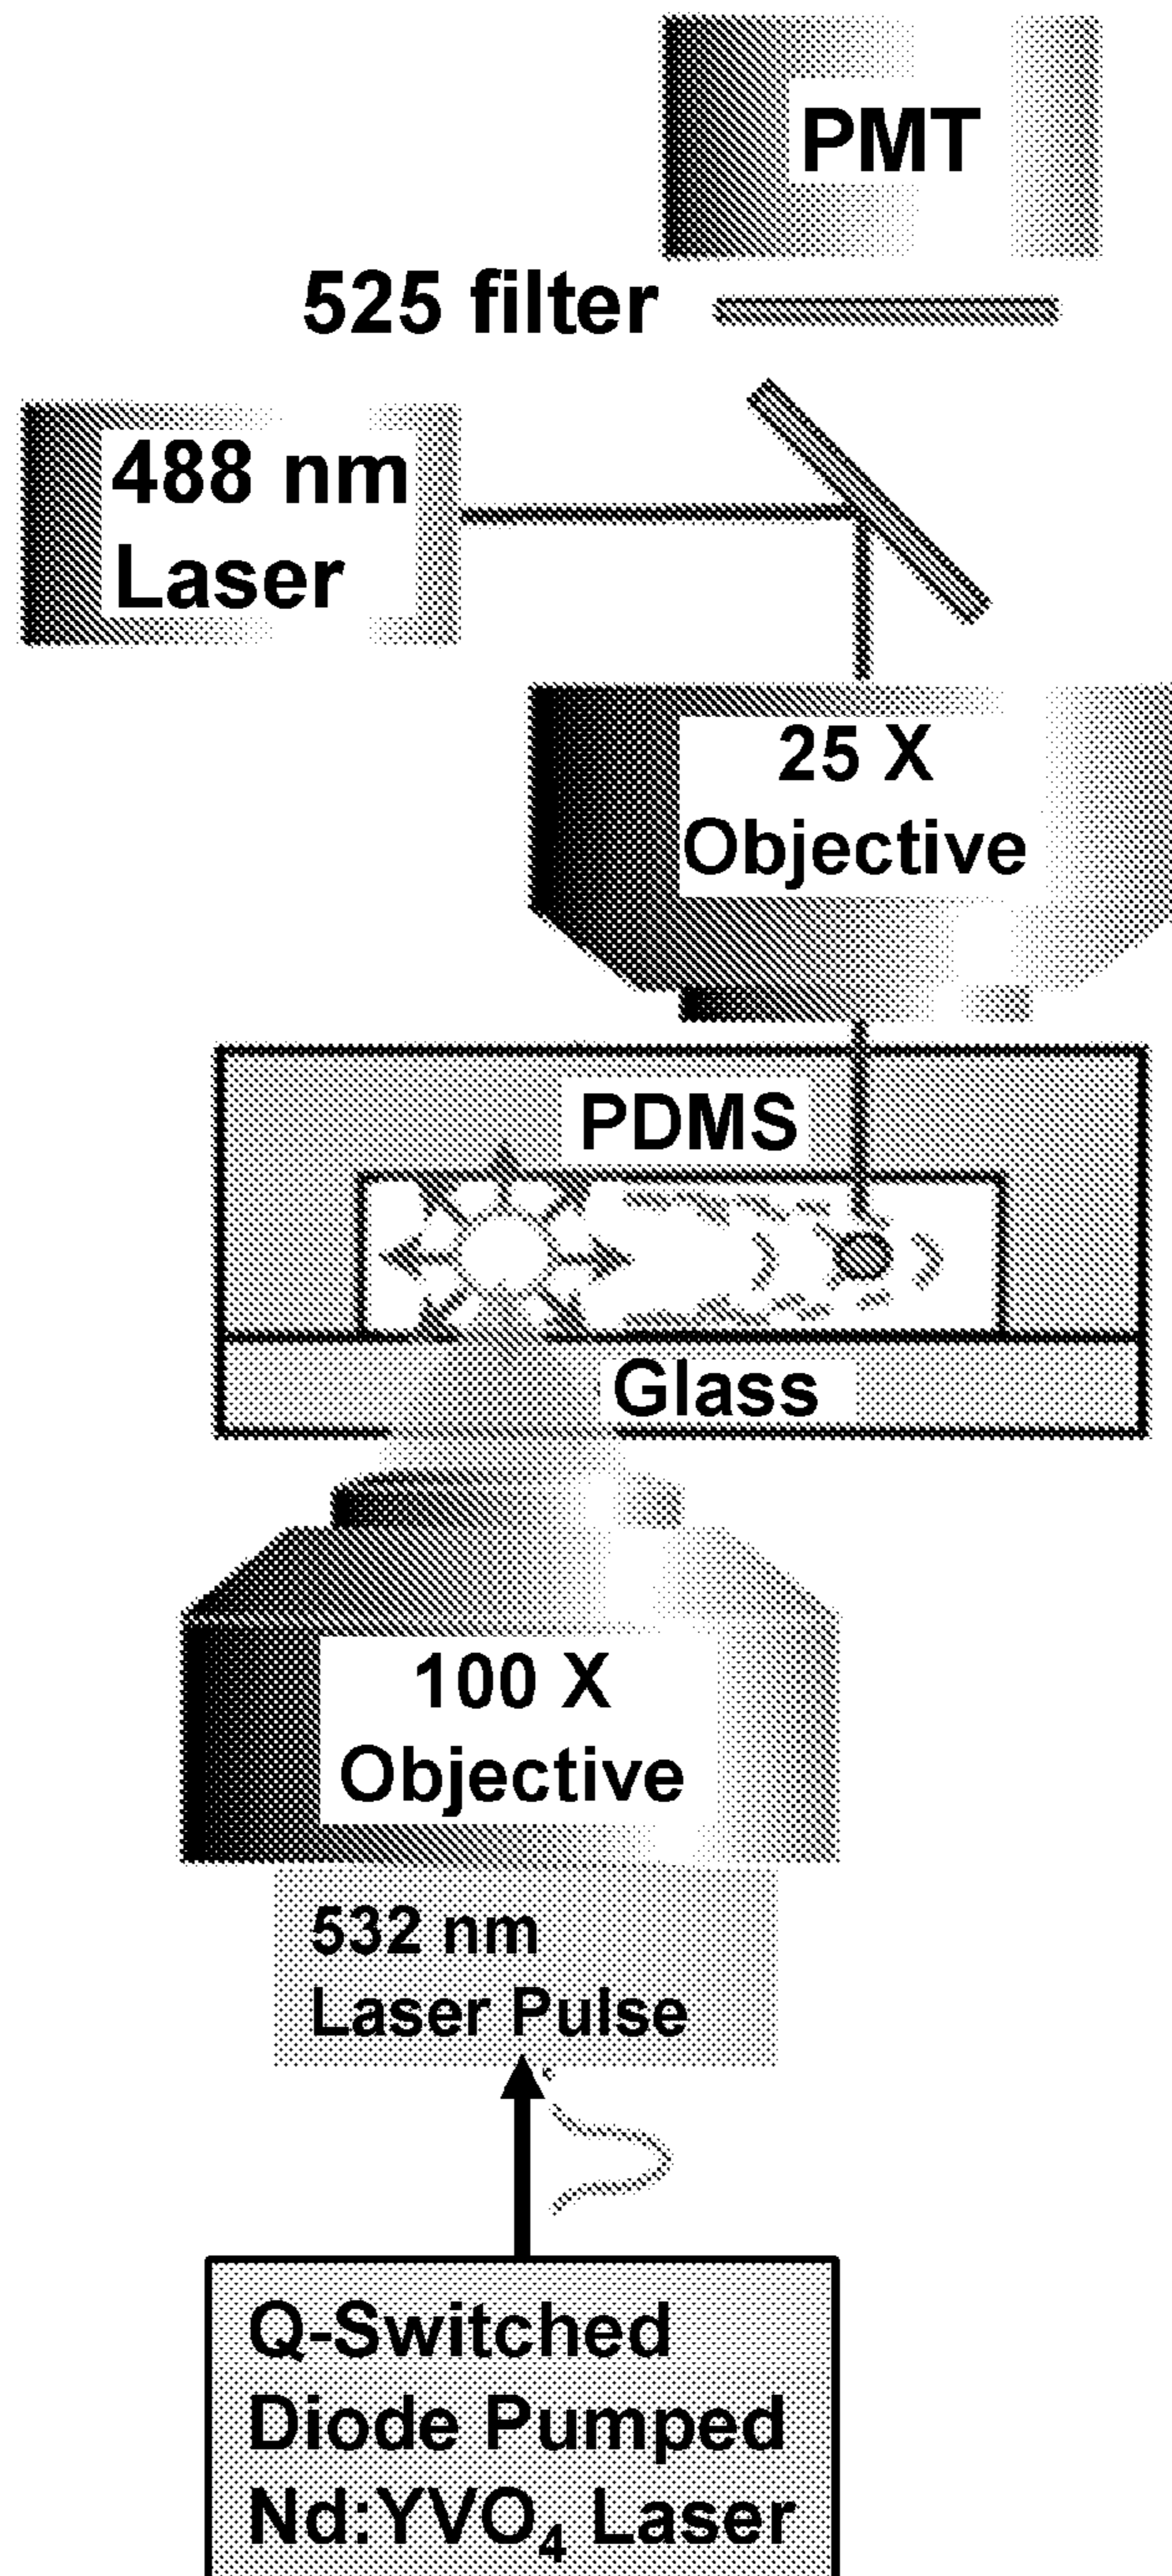 PMT
525 filter
488 nm
Laser
25 X
Objective
PDMS
Glass
100 X
Objective
532 nm
Laser Pulse
Q-Switched
Diode Pumped
Nd:YVO₄ Laser